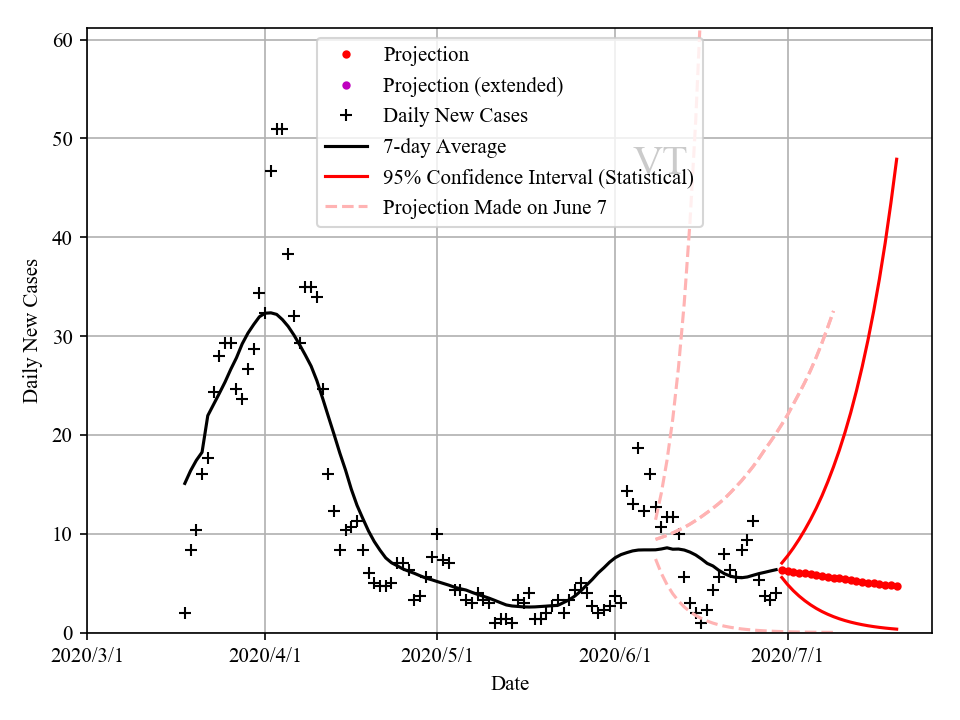 60
50
40
30
20
10
0
Daily New Cases
Projection
Projection (extended)
Daily New Cases
7-day Average
95% Confidence Interval (Statistical)
Projection Made on June 7
VT
2020/3/1 2020/4/1 2020/5/1 2020/6/1 2020/7/1
Date